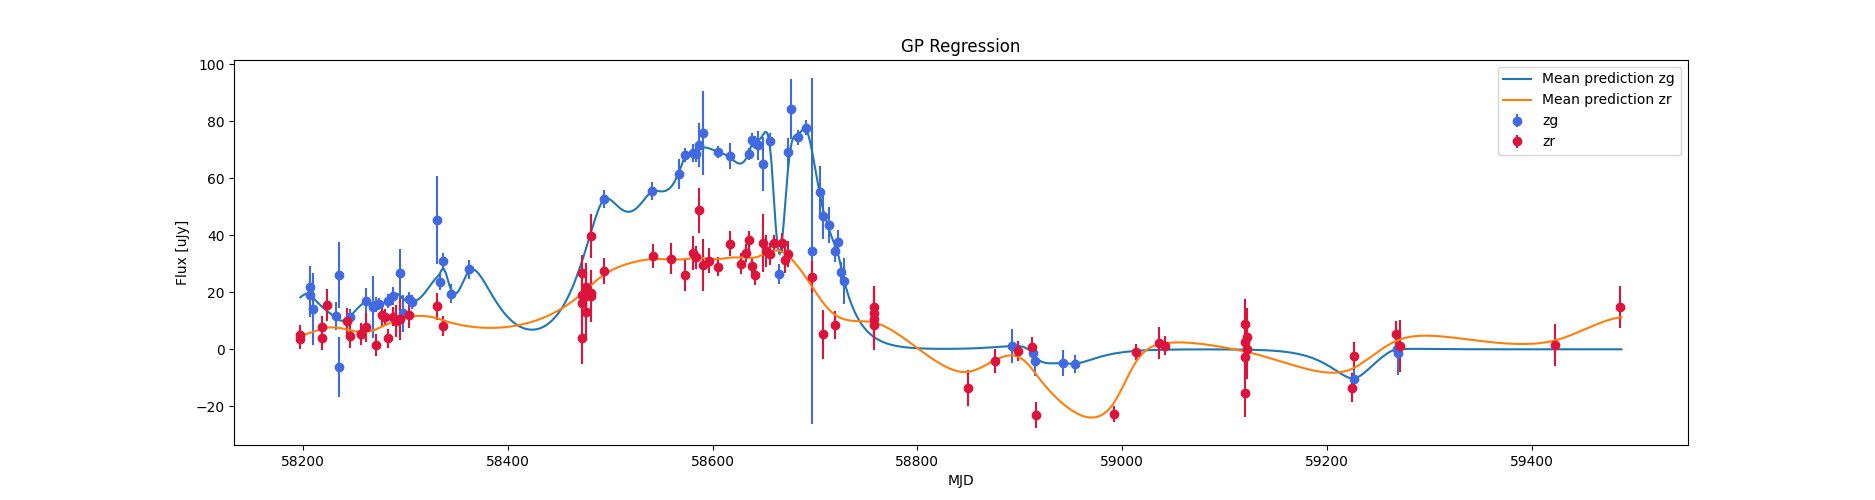 GP Regression
Flux [uJy]
100
80
60
40
20
0
−20
Mean prediction zg
Mean prediction zr
zg
zr
58200
58400
58600
58800
59000
59200
59400
MJD